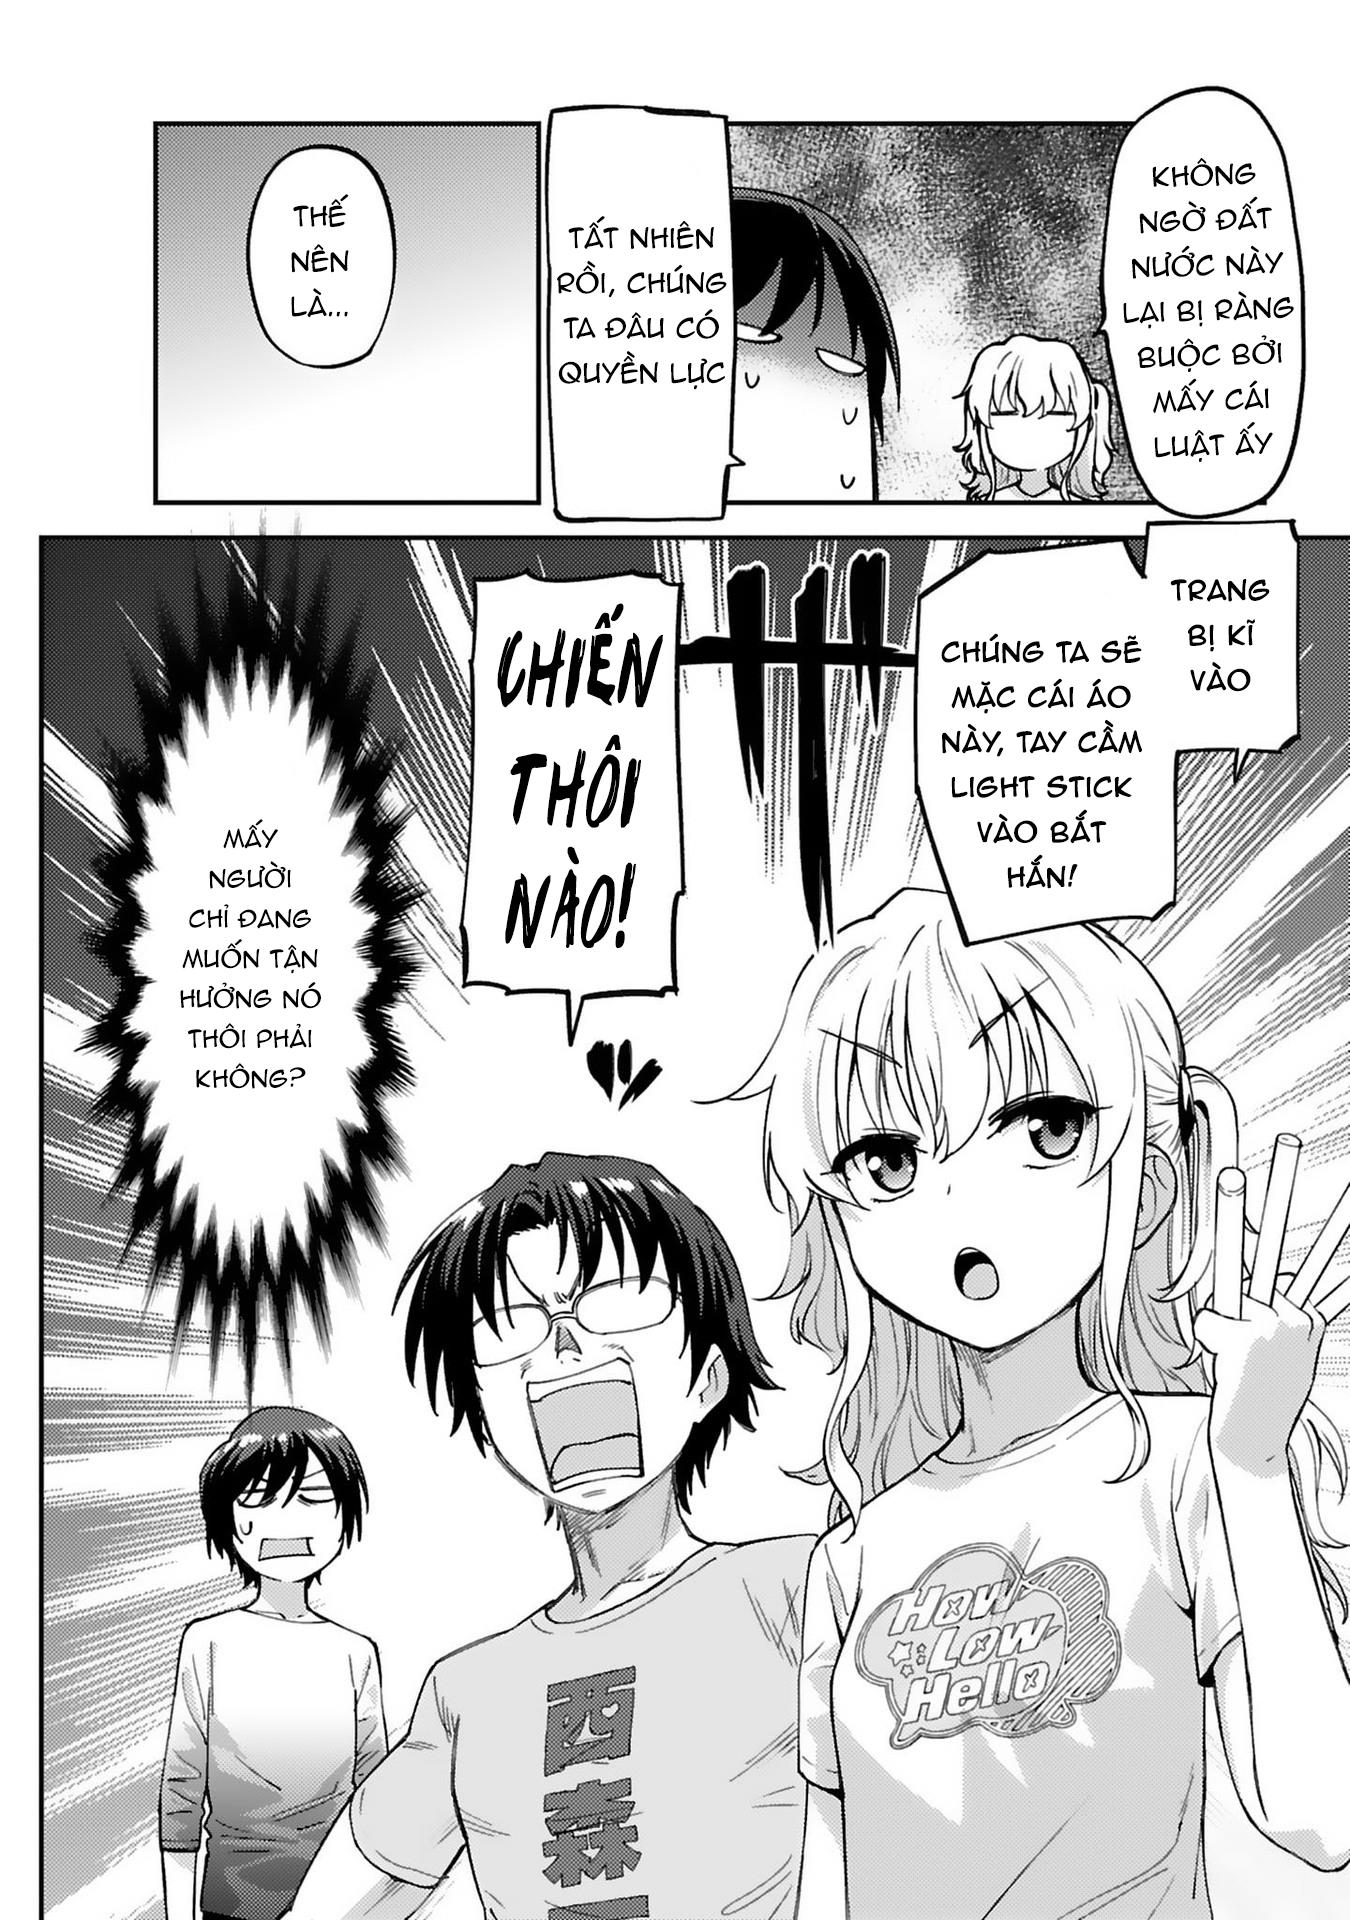 KHÔNG
NGỜ ĐẤT
NƯỚC NÀY
LẠI BỊ RÀNG
BUỘC BỞI
MẤY CÁI
LUẬT ẤY
TẤT NHIÊN
RỒI, CHÚNG
TA ĐÂU CÓ
QUYỀN LỰC
THẾ
NÊN
LÀ...
TRANG
BỊ KĨ
VÀO
CHÚNG TA SẼ
MẶC CÁI ÁO
NÀY, TAY CẦM
LIGHT STICK
VÀO BẮT
HẮN!
CHIẾN
THÔI
NÀO!
MẤY
NGƯỜI
CHỈ ĐANG
MUỐN TẬN
HƯỞNG NÓ
THÔI PHẢI
KHÔNG?
How
Low
Hello
西
森